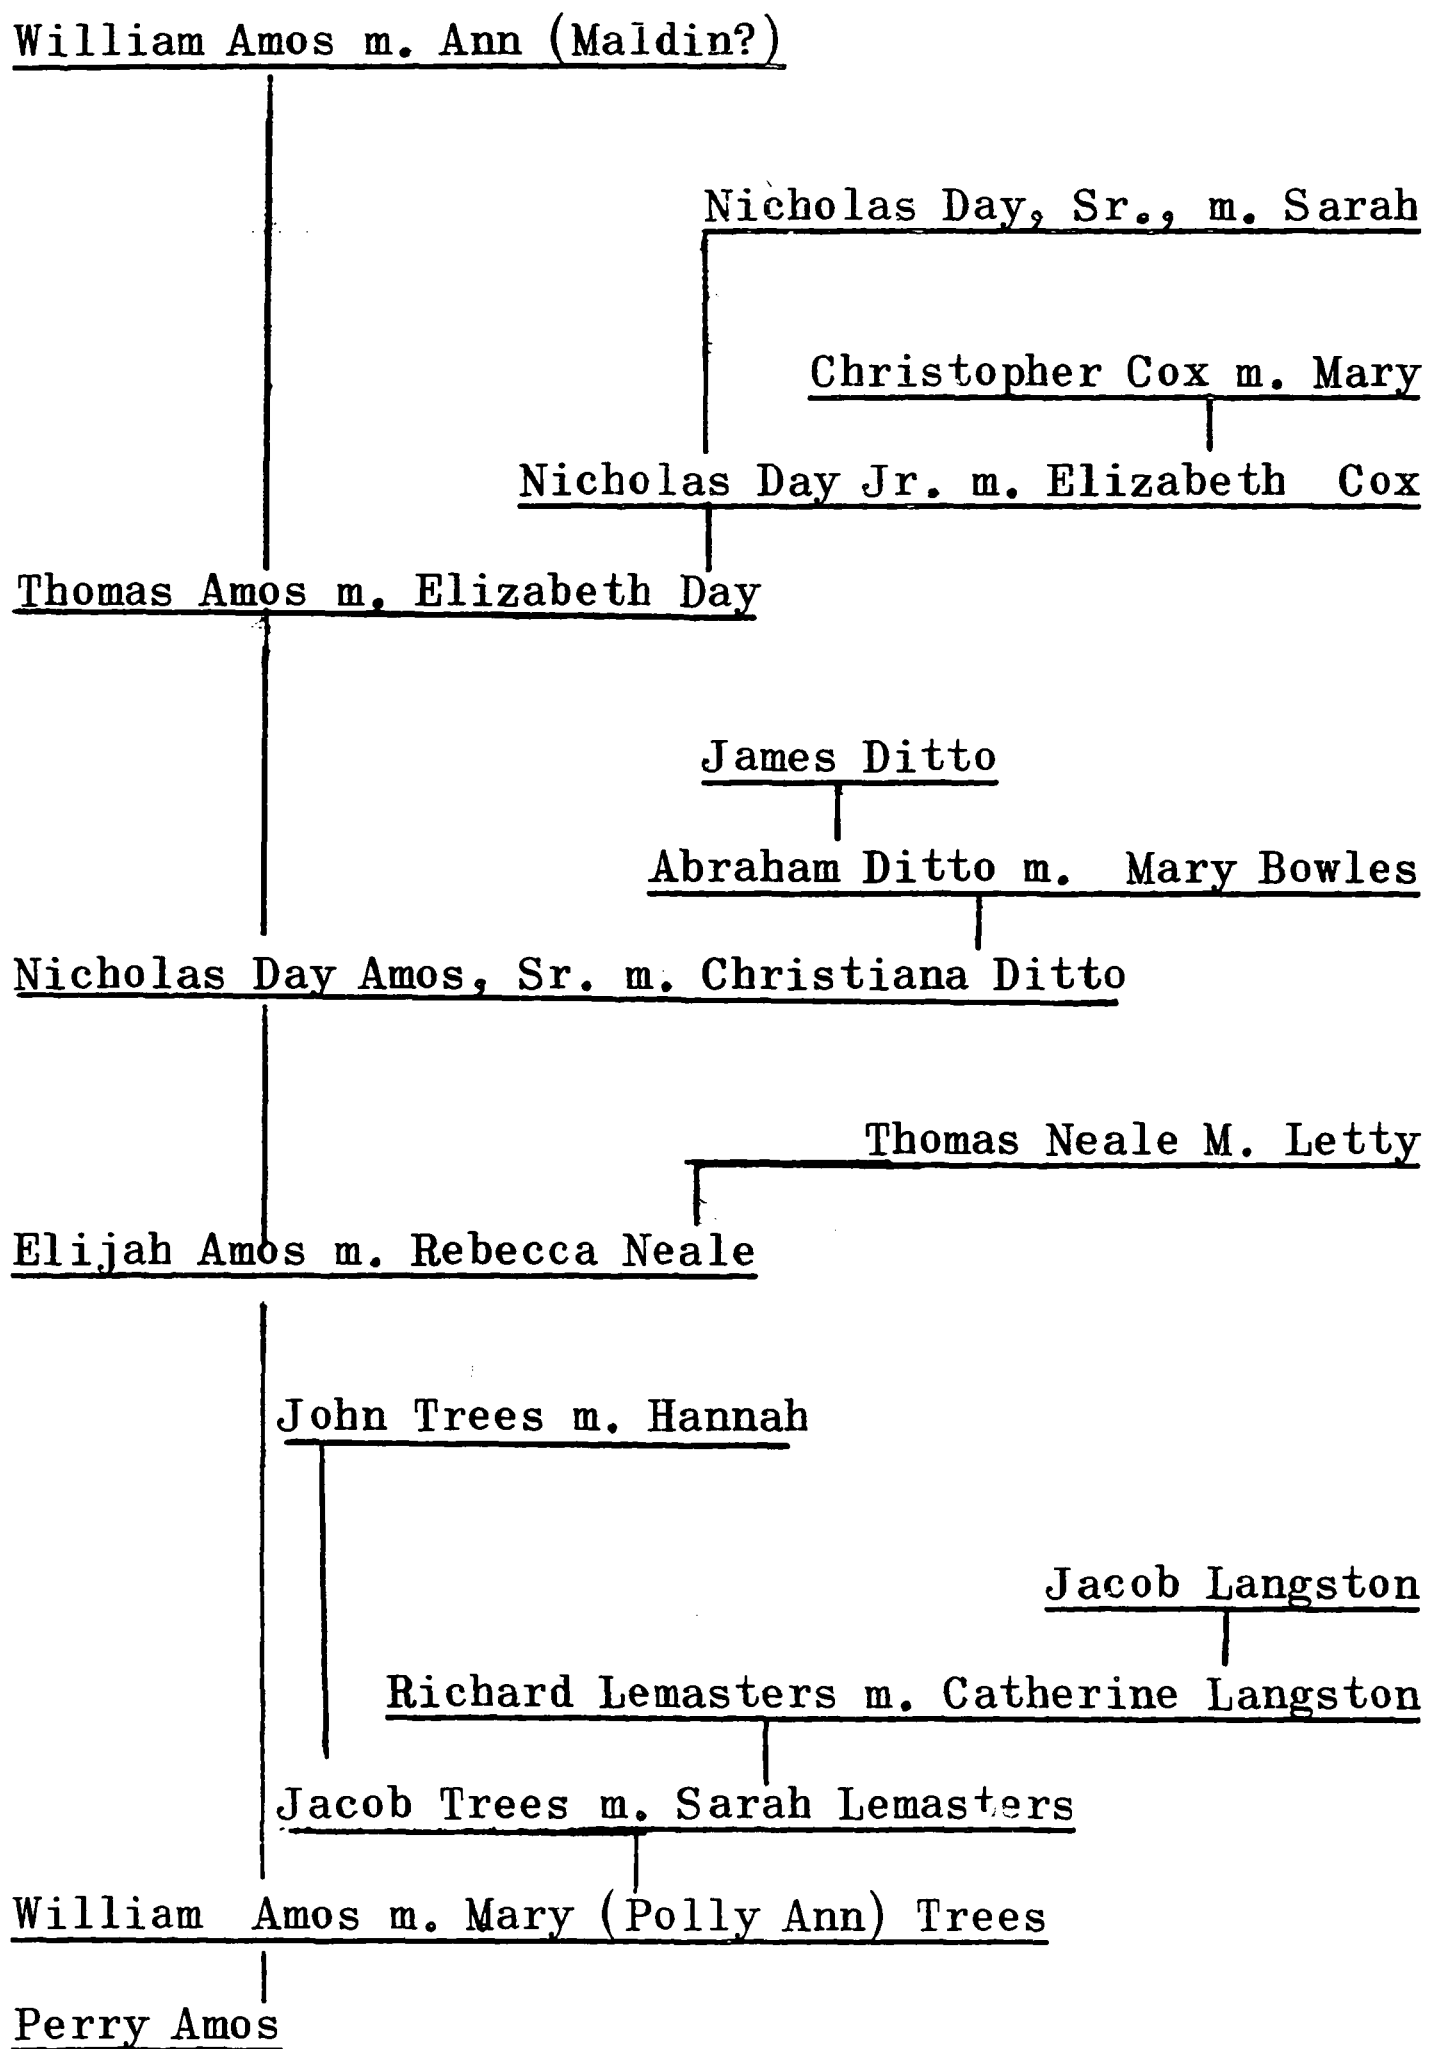 William Amos m. Ann (Maldin?)
Nicholas Day, Sr., m. Sarah
Christopher Cox m. Mary
Nicholas Day Jr. m. Elizabeth Cox
Thomas Amos m. Elizabeth Day
James Ditto
Abraham Ditto m. Mary Bowles
Nicholas Day Amos, Sr. m. Christiana Ditto
Thomas Neale M. Letty
Elijah Amos m. Rebecca Neale
John Trees m. Hannah
Jacob Langston
Richard Lemasters m. Catherine Langston
Jacob Trees m. Sarah Lemasters
William Amos m. Mary (Polly Ann) Trees
Perry Amos